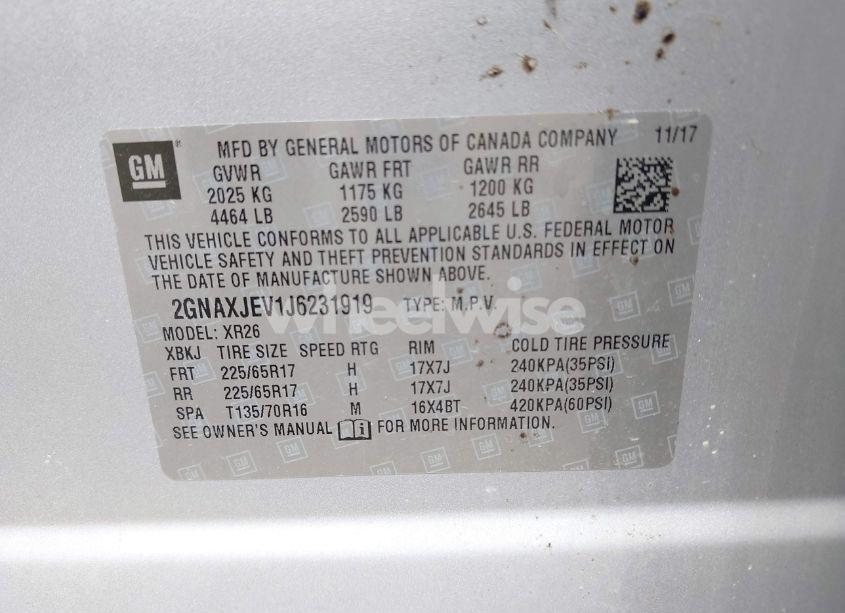 GM
MFD BY GENERAL MOTORS OF CANADA COMPANY 11/17
GVWR GAWR FRT GAWR RR
2025 KG 1175 KG 1200 KG
4464 LB 2590 LB 2645 LB
THIS VEHICLE CONFORMS TO ALL APPLICABLE U.S. FEDERAL MOTOR
VEHICLE SAFETY AND THEFT PREVENTION STANDARDS IN EFFECT ON
THE DATE OF MANUFACTURE SHOWN ABOVE.
2GNAXJEV1J6231919 TYPE: M.P.V.
wheelwise
MODEL: XR26
XBKJ TIRE SIZE SPEED RTG RIM COLD TIRE PRESSURE
FRT 225/65R17 H 17X7J 240KPA(35PSI)
RR 225/65R17 H 17X7J 240KPA(35PSI)
SPA T135/70R16 M 16X4BT 420KPA(60PSI)
SEE OWNER'S MANUAL FOR MORE INFORMATION.